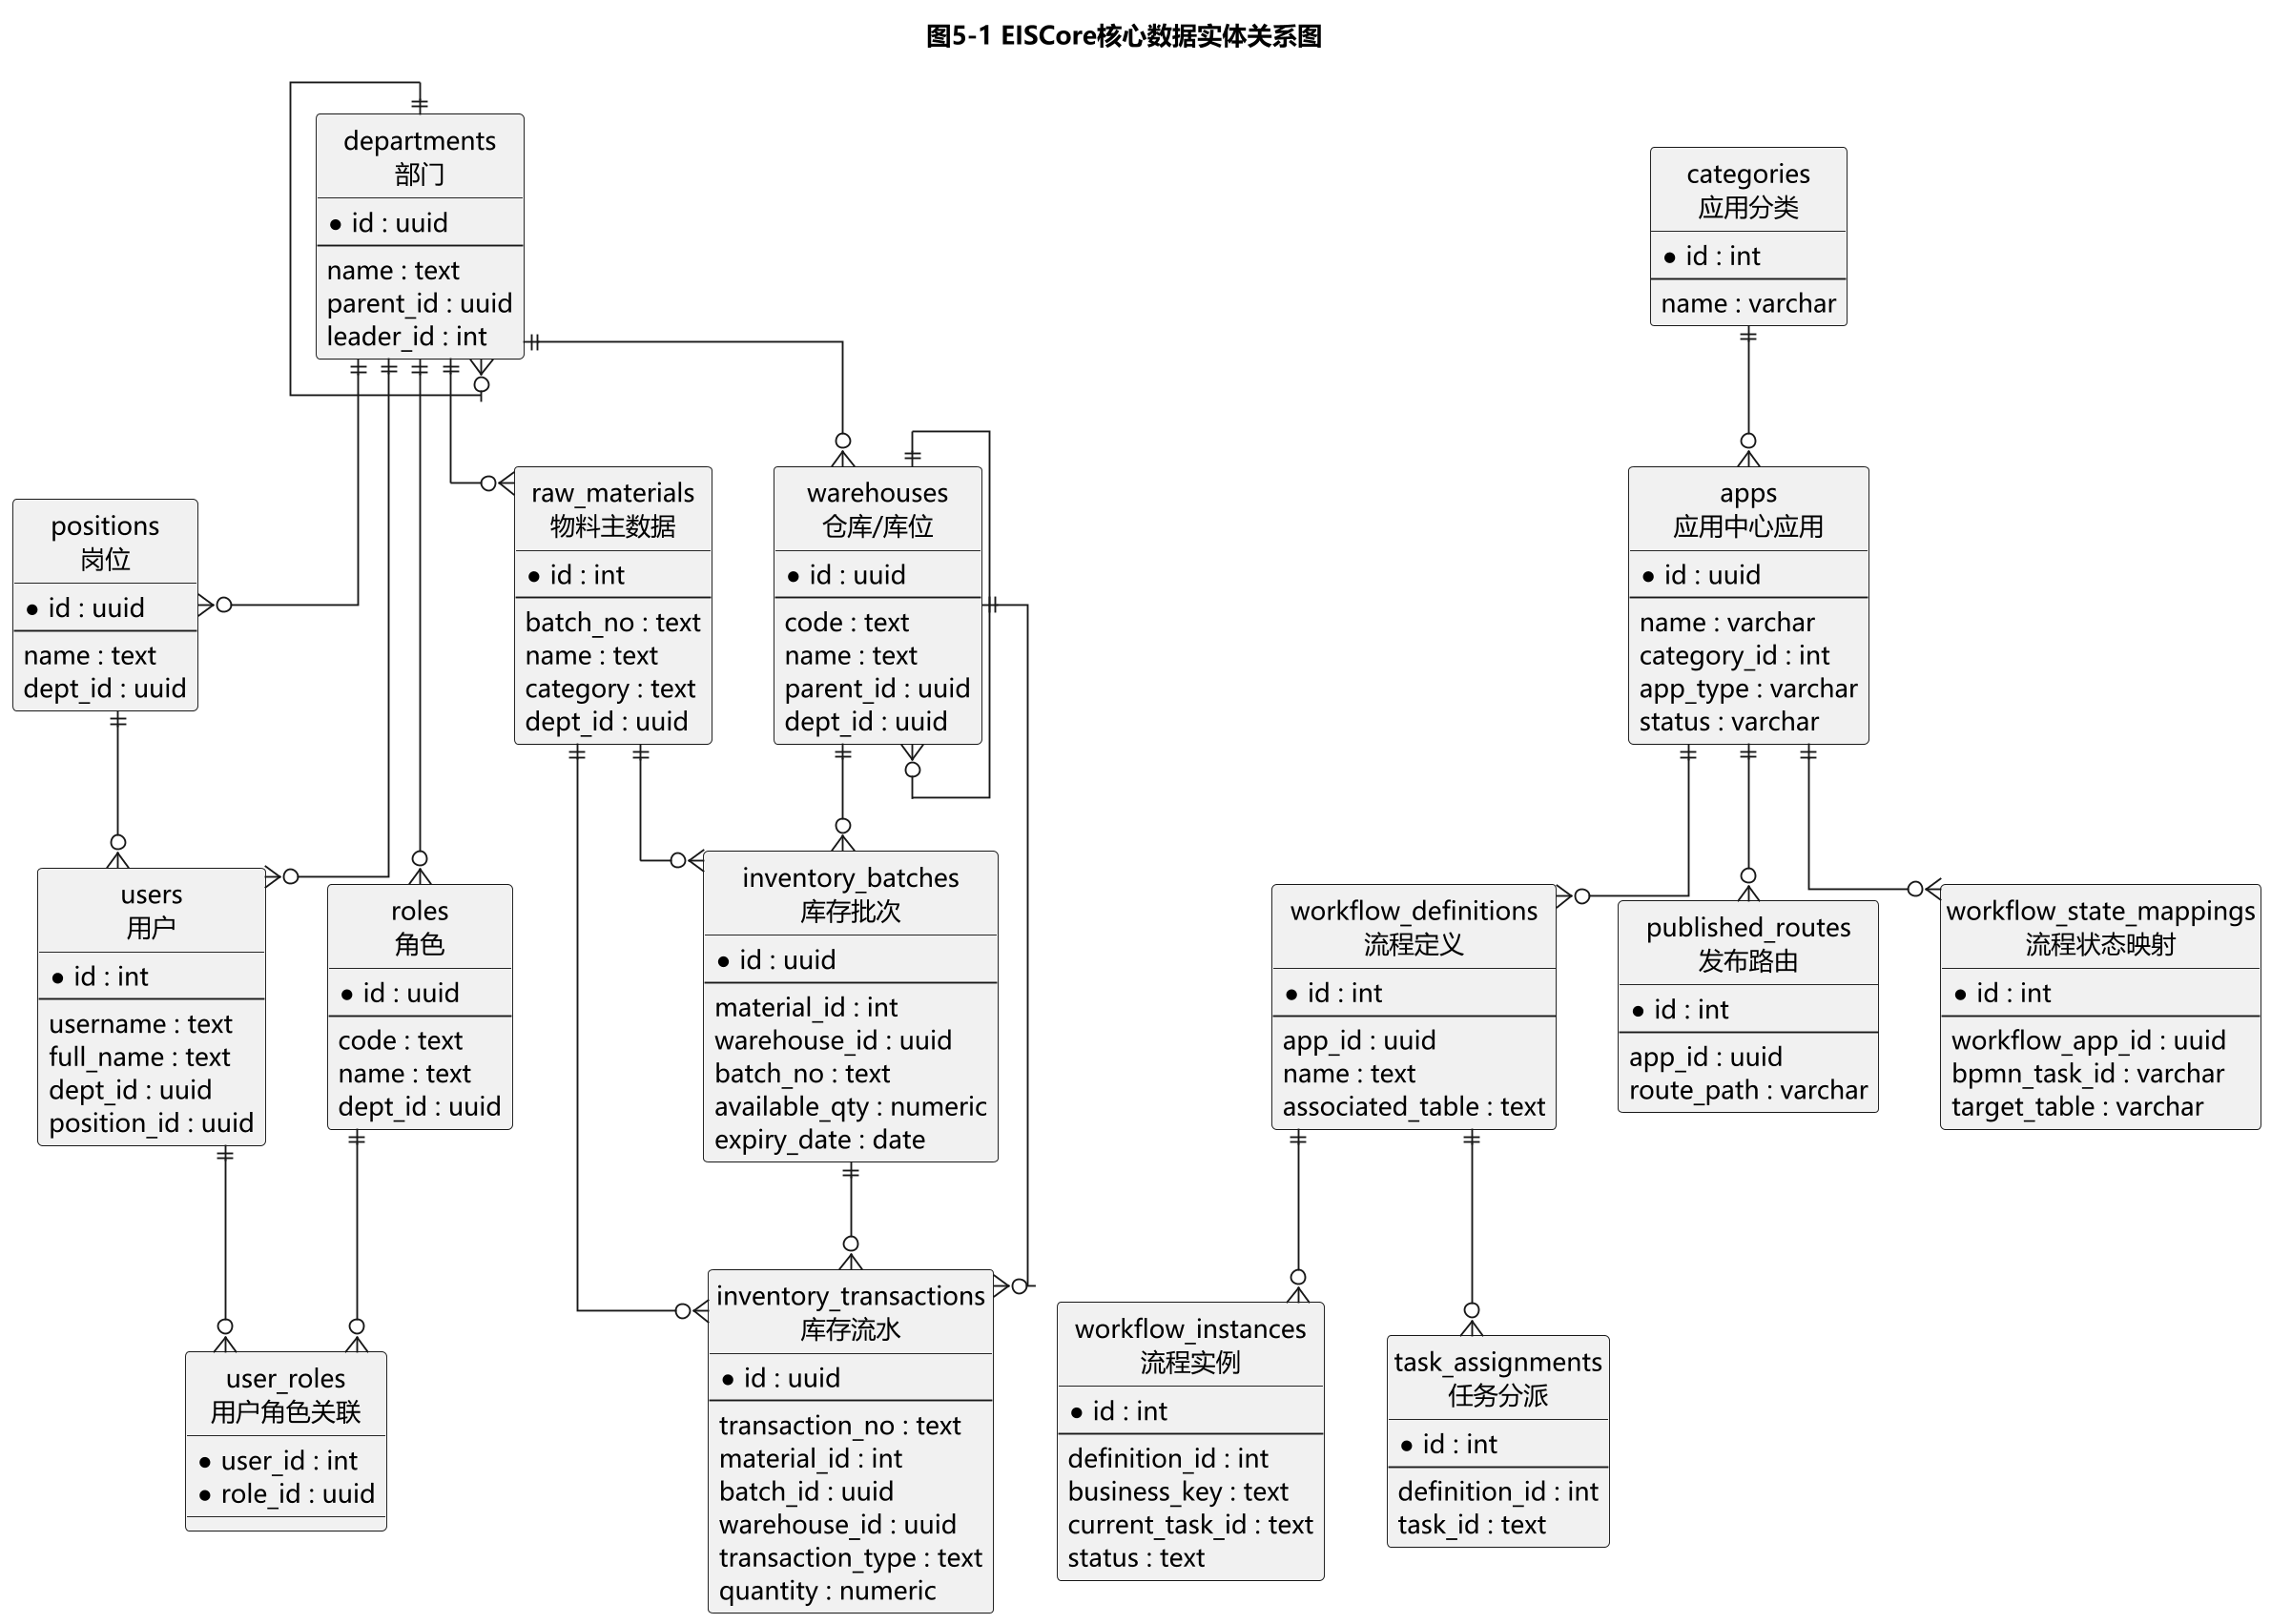 图5-1 EISCore核心数据实体关系图
departments
部门
id : uuid
name : text
parent_id : uuid
leader_id : int
categories
应用分类
id : int
name : varchar
positions
岗位
id : uuid
name : text
dept_id : uuid
raw_materials
物料主数据
id : int
batch_no : text
name : text
category : text
dept_id : uuid
warehouses
仓库/库位
id : uuid
code : text
name : text
parent_id : uuid
dept_id : uuid
apps
应用中心应用
id : uuid
name : varchar
category_id : int
app_type : varchar
status : varchar
users
用户
id : int
username : text
full_name : text
dept_id : uuid
position_id : uuid
roles
角色
id : uuid
code : text
name : text
dept_id : uuid
inventory_batches
库存批次
id : uuid
material_id : int
warehouse_id : uuid
batch_no : text
available_qty : numeric
expiry_date : date
workflow_definitions
流程定义
id : int
app_id : uuid
name : text
associated_table : text
published_routes
发布路由
id : int
app_id : uuid
route_path : varchar
workflow_state_mappings
流程状态映射
id : int
workflow_app_id : uuid
bpmn_task_id : varchar
target_table : varchar
user_roles
用户角色关联
user_id : int
role_id : uuid
inventory_transactions
库存流水
id : uuid
transaction_no : text
material_id : int
batch_id : uuid
warehouse_id : uuid
transaction_type : text
quantity : numeric
workflow_instances
流程实例
id : int
definition_id : int
business_key : text
current_task_id : text
status : text
task_assignments
任务分派
id : int
definition_id : int
task_id : text